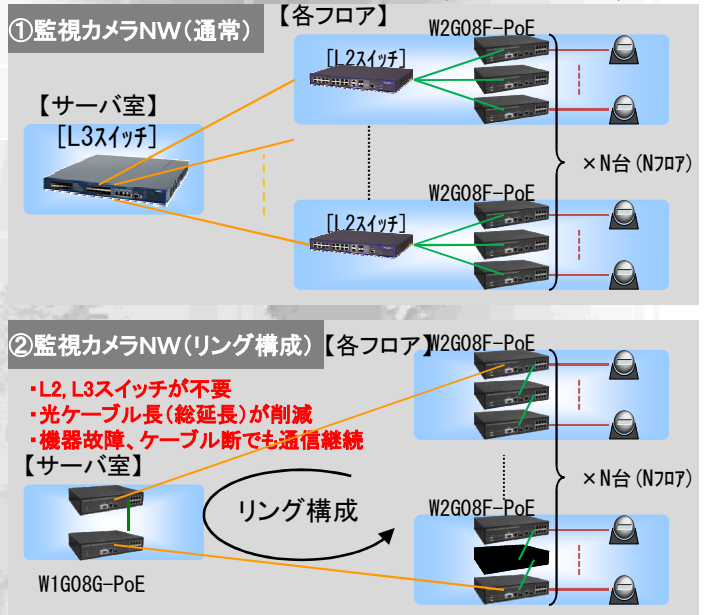 ①監視カメラNW(通常)
【各フロア】
W2G08F-PoE
[L2スイッチ]
【サーバ室】
[L3スイッチ]
×N台(Nフロア)
W2G08F-PoE
[L2スイッチ]
②監視カメラNW(リング構成)
【各フロア】
W2G08F-PoE
・L2,L3スイッチが不要
・光ケーブル長(総延長)が削減
・機器故障、ケーブル断でも通信継続
【サーバ室】
リング構成
×N台(Nフロア)
W2G08F-PoE
W1G08G-PoE